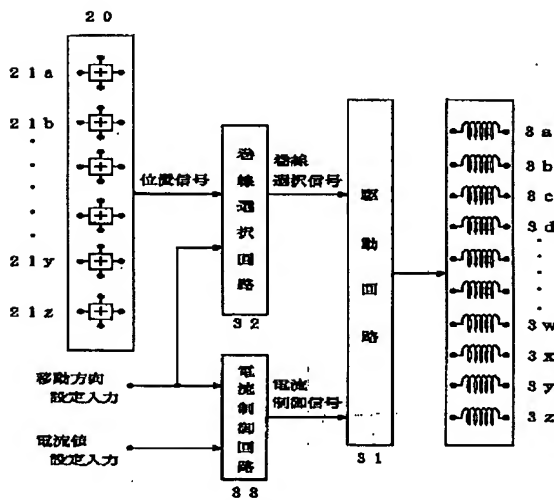 20
21a
21b
21y
21z
位置信号
巻線選択回路
32
巻線
選択信号
駆動回路
31
3a
3b
3c
3d
3w
3x
3y
3z
移動方向
設定入力
電流値
設定入力
電流制御回路
33
電流
制御信号